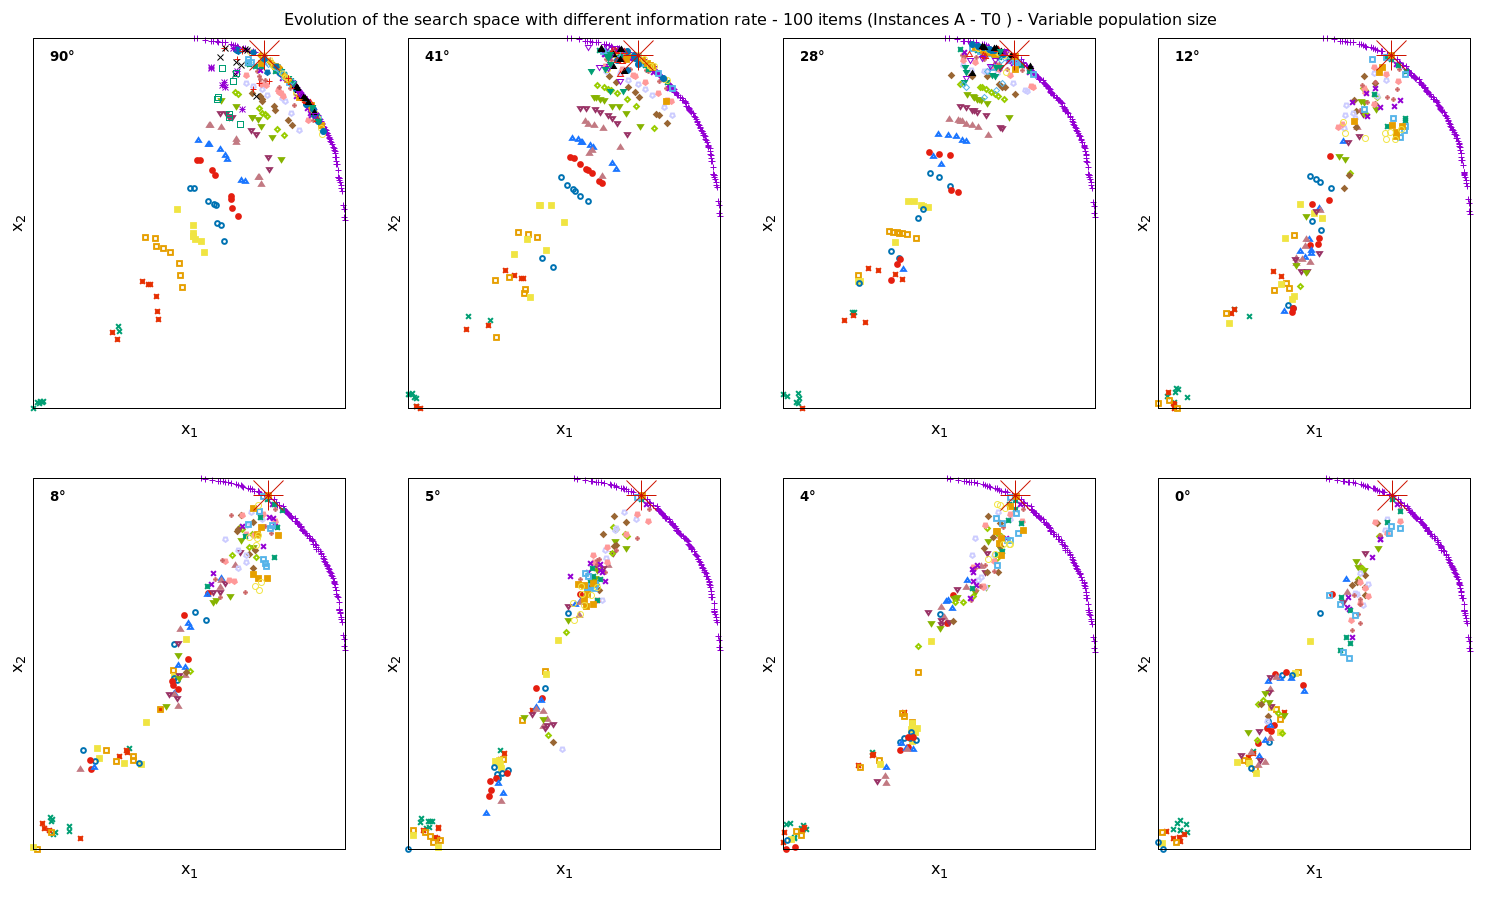 Evolution of the search space with different information rate - 100 items (Instances A - T0 ) - Variable population size
90°
41°
28°
12°
x2
x2
x2
x2
x1
x1
x1
x1
8°
5°
4°
0°
x2
x2
x2
x2
x1
x1
x1
x1